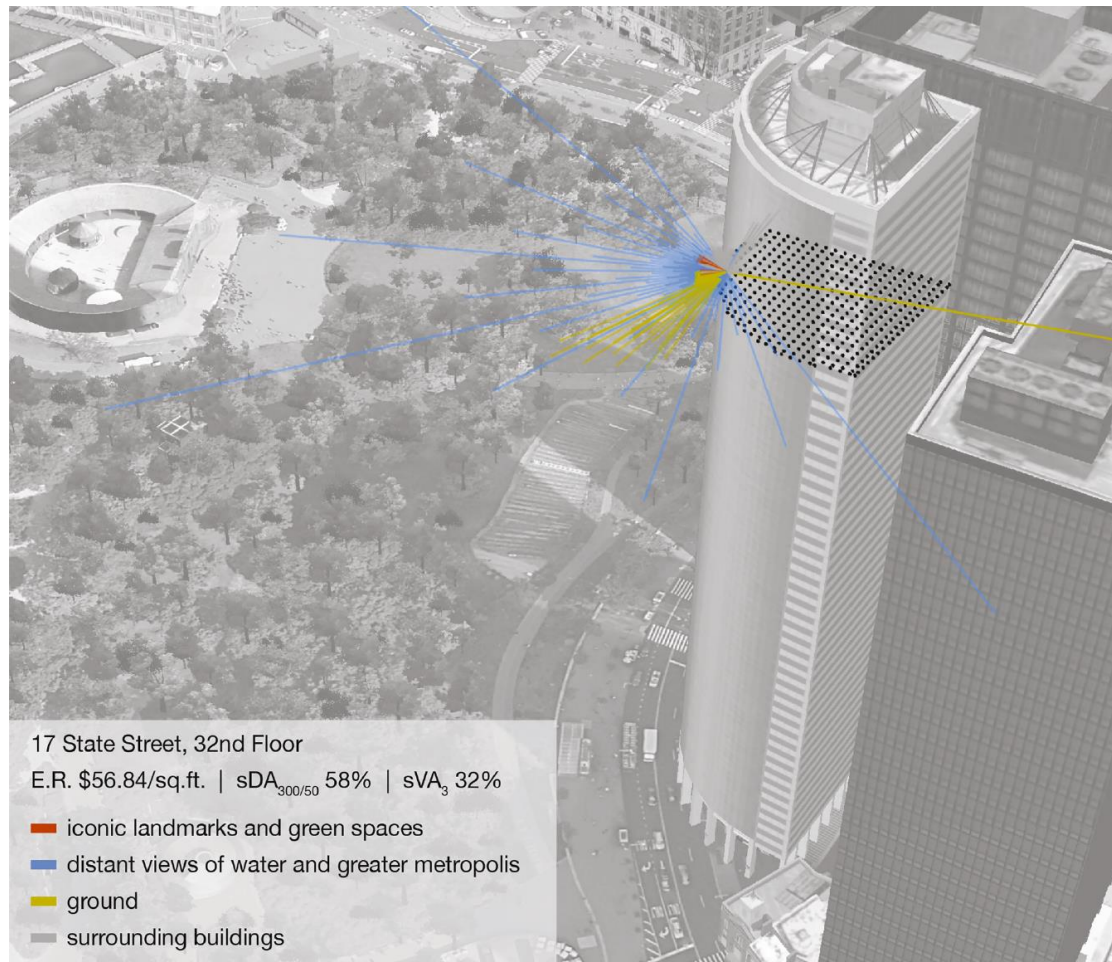 17 State Street, 32nd Floor
E.R. $56.84/sq.ft. | sDA300/50 58% | sVA3 32%
iconic landmarks and green spaces
distant views of water and greater metropolis
ground
surrounding buildings